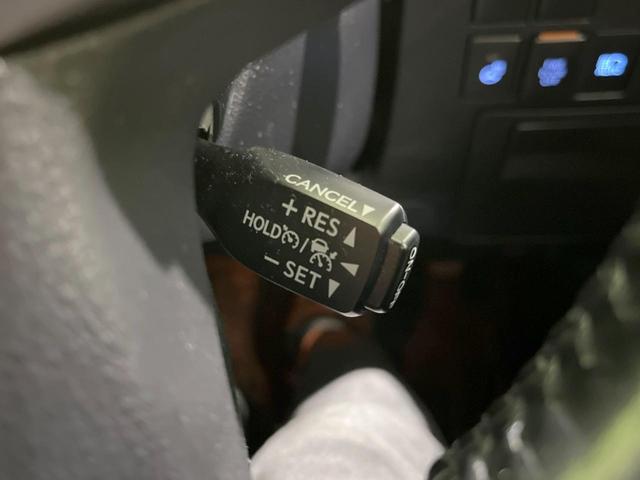 CANCEL▼
+ RES ▲
HOLD / ◀
− SET ▼
ON-OFF